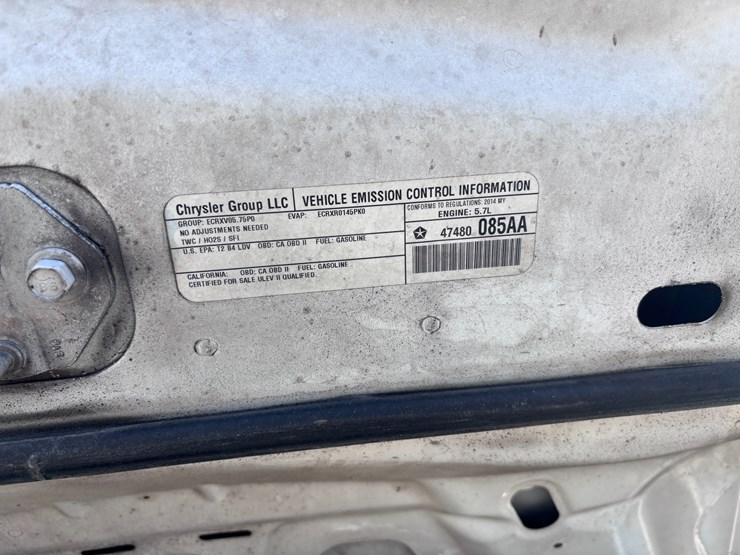 Chrysler Group LLC
VEHICLE EMISSION CONTROL INFORMATION
GROUP: ECRXV05.75P0 EVAP: ECRXR0145PK0
NO ADJUSTMENTS NEEDED
TWC / HO2S / SFI
U.S. EPA: T2 B4 LDV OBD: CA OBD II FUEL: GASOLINE
CALIFORNIA: OBD: CA OBD II FUEL: GASOLINE
CERTIFIED FOR SALE ULEV II QUALIFIED.
CONFORMS TO REGULATIONS: 2014 MY
ENGINE: 5.7L
47480 085AA